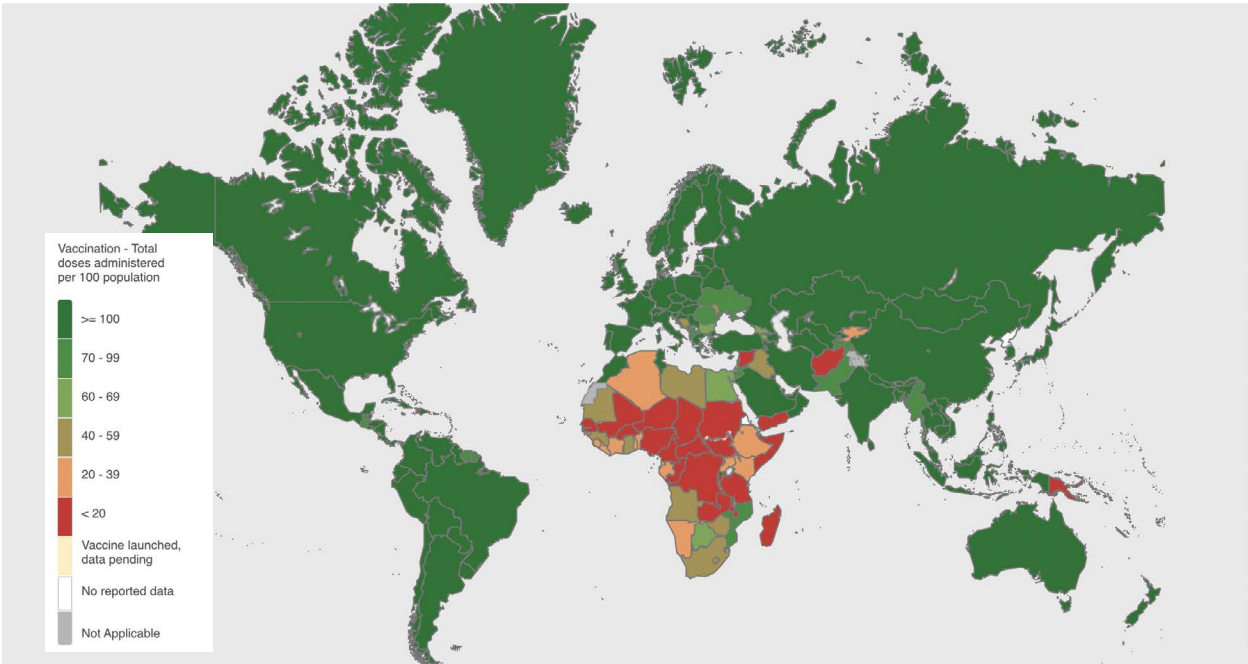 Vaccination - Total
doses administered
per 100 population
>= 100
70 - 99
60 - 69
40 - 59
20 - 39
< 20
Vaccine launched,
data pending
No reported data
Not Applicable